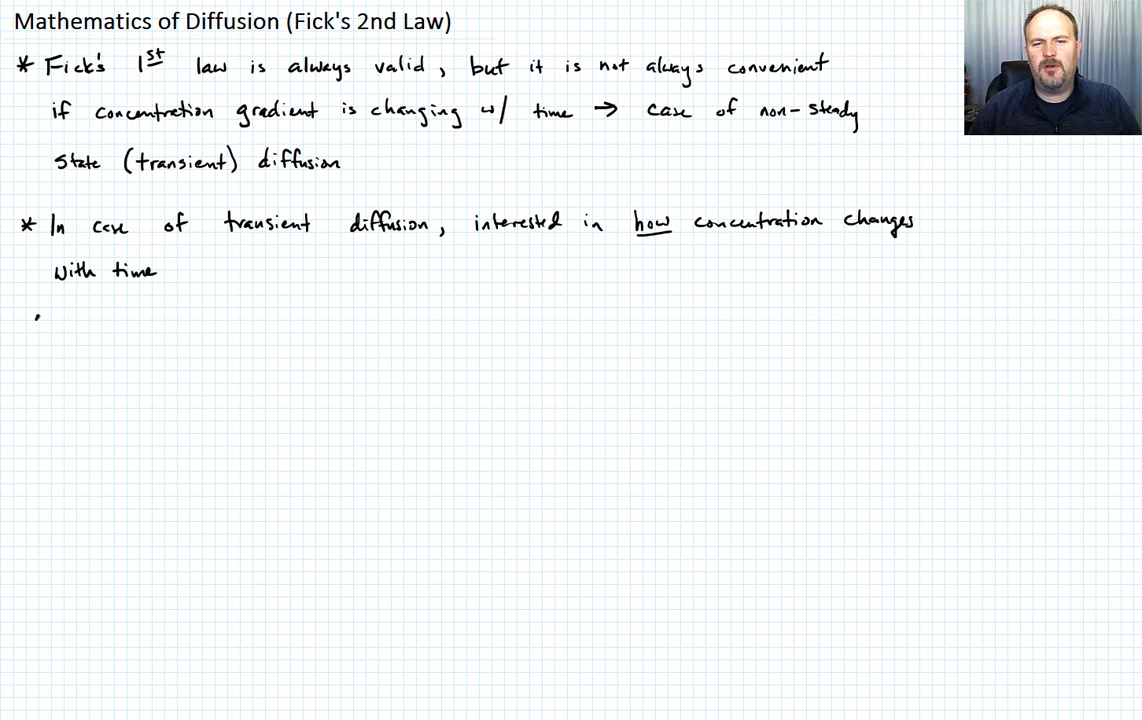 Mathematics of Diffusion (Fick's 2nd Law)
* Fick's 1st law is always valid, but it is not always convenient
if concentration gradient is changing w/ time → case of non-steady
state (transient) diffusion
* In case of transient diffusion, interested in how concentration changes
with time